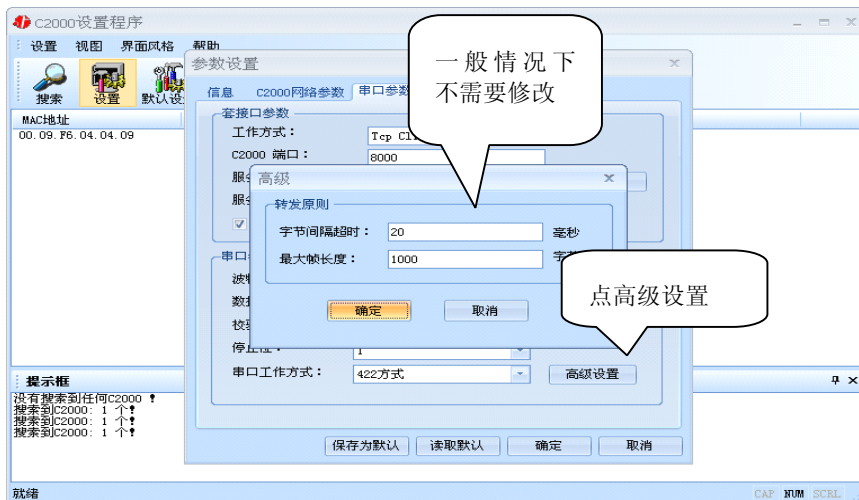 C2000设置程序
设置 视图 界面风格 帮助
搜索 设置 默认设
MAC地址
00.09.F6.04.04.09
参数设置
信息 C2000网络参数 串口参数
套接口参数
工作方式：
Tcp Cl
C2000 端口：
8000
一般情况下
不需要修改
高级
转发原则
字节间隔超时：
20
毫秒
最大帧长度：
1000
确定 取消
点高级设置
1
串口工作方式：
422方式
高级设置
保存为默认 读取默认 确定 取消
提示框
没有搜索到任何C2000 !
搜索到C2000: 1 个!
搜索到C2000: 1 个!
搜索到C2000: 1 个!
就绪
CAP NUM SCRL